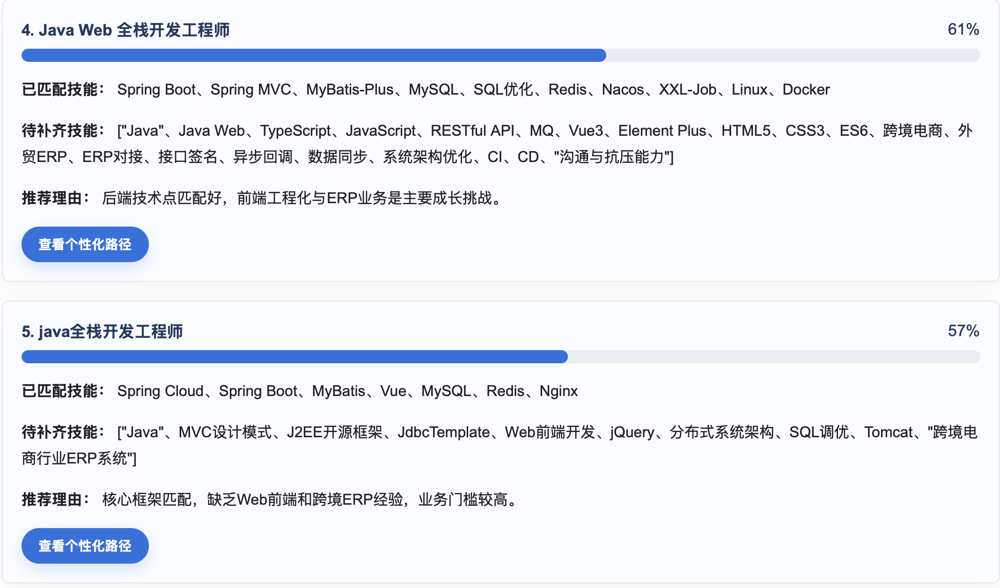 4. Java Web 全栈开发工程师
61%
已匹配技能： Spring Boot、Spring MVC、MyBatis-Plus、MySQL、SQL优化、Redis、Nacos、XXL-Job、Linux、Docker
待补齐技能： ["Java"、Java Web、TypeScript、JavaScript、RESTful API、MQ、Vue3、Element Plus、HTML5、CSS3、ES6、跨境电商、外
贸ERP、ERP对接、接口签名、异步回调、数据同步、系统架构优化、CI、CD、"沟通与抗压能力"]
推荐理由： 后端技术点匹配好，前端工程化与ERP业务是主要成长挑战。
查看个性化路径
5. java全栈开发工程师
57%
已匹配技能： Spring Cloud、Spring Boot、MyBatis、Vue、MySQL、Redis、Nginx
待补齐技能： ["Java"、MVC设计模式、J2EE开源框架、JdbcTemplate、Web前端开发、jQuery、分布式系统架构、SQL调优、Tomcat、"跨境电
商行业ERP系统"]
推荐理由： 核心框架匹配，缺乏Web前端和跨境ERP经验，业务门槛较高。
查看个性化路径